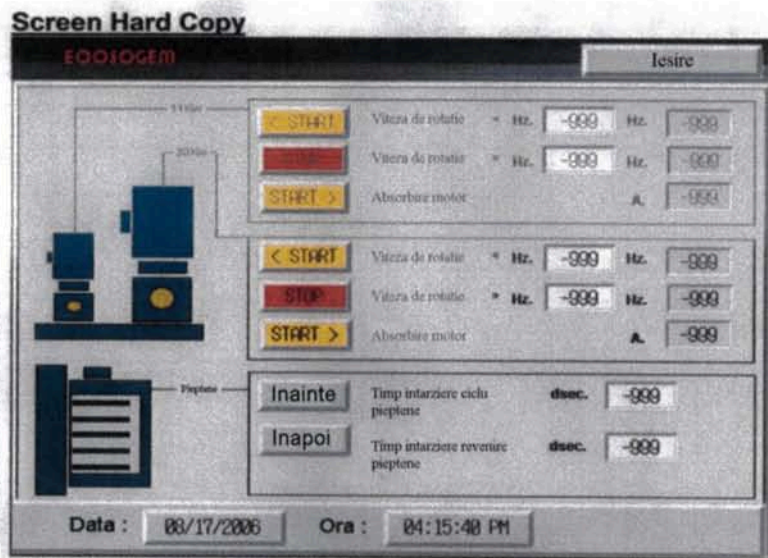 Screen Hard Copy
ECOSOGEM
Iesire
< START Viteza de rotatie " Hz. -999 Hz. -999
STOP Viteza de rotatie " Hz. -999 Hz. -999
START > Absorbire motor A. -999
< START Viteza de rotatie " Hz. -999 Hz. -999
STOP Viteza de rotatie " Hz. -999 Hz. -999
START > Absorbire motor A. -999
Pieptene
Inainte Timp intarziere ciclu
pieptene dsec. -999
Inapoi Timp intarziere revenire
pieptene dsec. -999
Data : 08/17/2006 Ora : 04:15:40 PM